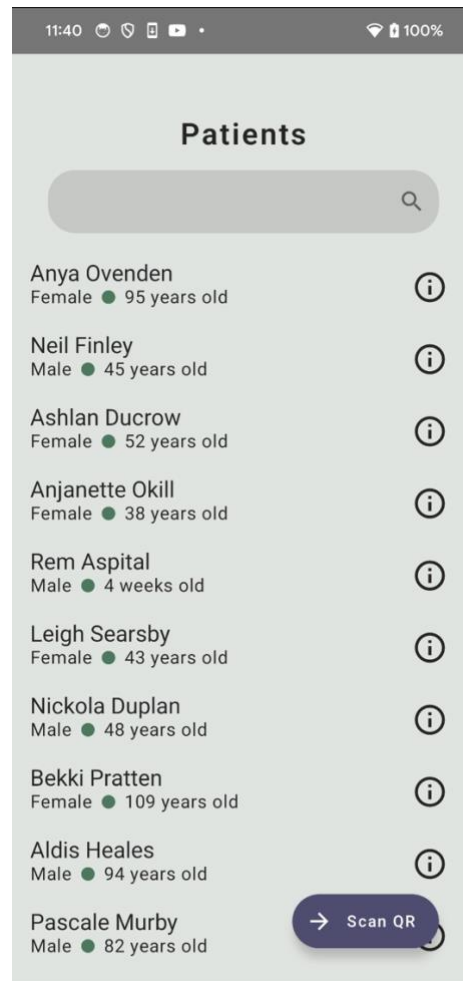 11:40 100%
Patients
Anya Ovenden
Female ● 95 years old
Neil Finley
Male ● 45 years old
Ashlan Ducrow
Female ● 52 years old
Anjanette Okill
Female ● 38 years old
Rem Aspital
Male ● 4 weeks old
Leigh Searsby
Female ● 43 years old
Nickola Duplan
Male ● 48 years old
Bekki Pratten
Female ● 109 years old
Aldis Heales
Male ● 94 years old
Pascale Murby
Male ● 82 years old
Scan QR